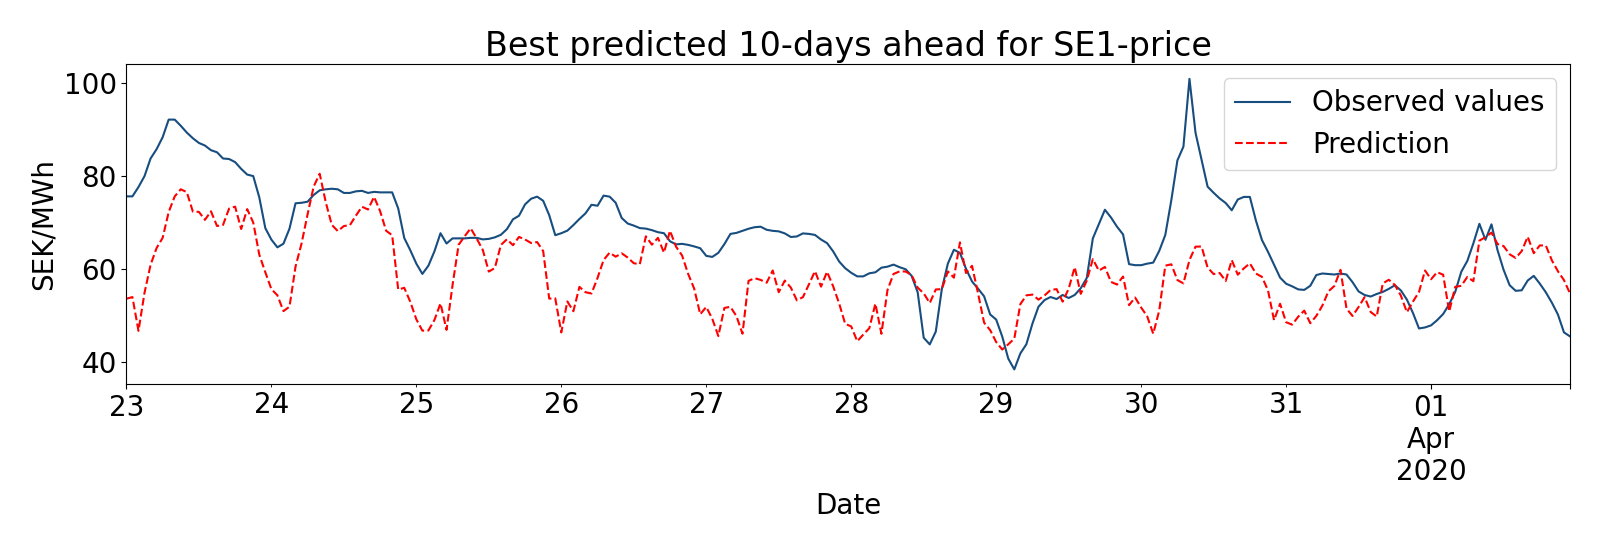 Best predicted 10-days ahead for SE1-price
100
80
60
40
SEK/MWh
Observed values
Prediction
23 24 25 26 27 28 29 30 31 01
Apr
2020
Date